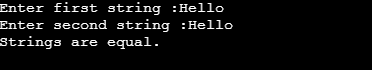 Enter first string :Hello
Enter second string :Hello
Strings are equal.